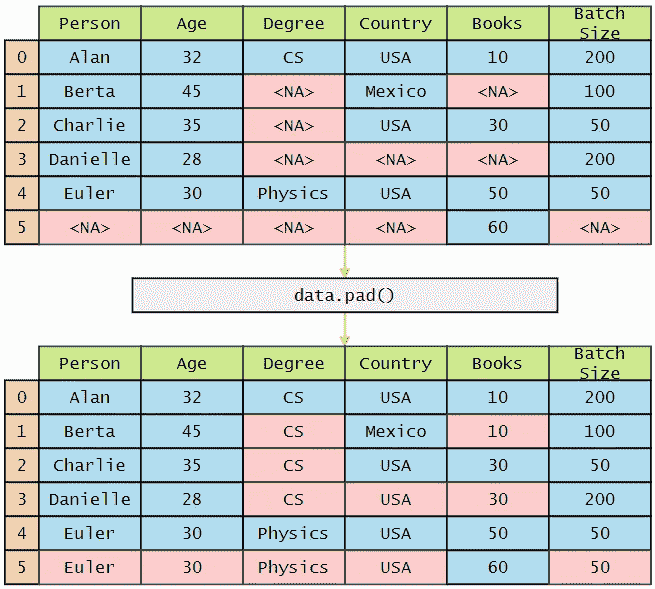 Person Age Degree Country Books Batch Size
0 Alan 32 CS USA 10 200
1 Berta 45 <NA> Mexico <NA> 100
2 Charlie 35 <NA> USA 30 50
3 Danielle 28 <NA> <NA> <NA> 200
4 Euler 30 Physics USA 50 50
5 <NA> <NA> <NA> <NA> 60 <NA>
data.pad()
Person Age Degree Country Books Batch Size
0 Alan 32 CS USA 10 200
1 Berta 45 CS Mexico 10 100
2 Charlie 35 CS USA 30 50
3 Danielle 28 CS USA 30 200
4 Euler 30 Physics USA 50 50
5 Euler 30 Physics USA 60 50